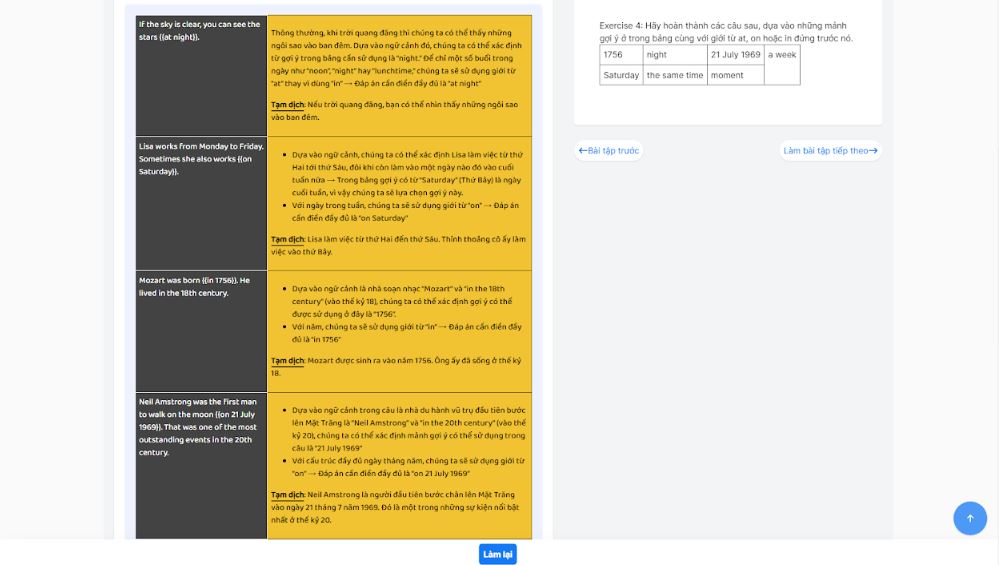 If the sky is clear, you can see the
stars {{at night}}.
Thông thường, khi trời quang đãng thì chúng ta có thể thấy những
ngôi sao vào ban đêm. Dựa vào ngữ cảnh đó, chúng ta có thể xác định
từ gợi ý trong bảng cần sử dụng là "night." Để chỉ một số buổi trong
ngày như "noon", "night" hay "lunchtime," chúng ta sẽ sử dụng giới từ
"at" thay vì dùng "in" → Đáp án cần điền đầy đủ là "at night"
Tạm dịch: Nếu trời quang đãng, bạn có thể nhìn thấy những ngôi sao
vào ban đêm.
Lisa works from Monday to Friday.
Sometimes she also works {{on
Saturday}}.
Dựa vào ngữ cảnh, chúng ta có thể xác định Lisa làm việc từ thứ
Hai tới thứ Sáu, đôi khi còn làm vào một ngày nào đó vào cuối
tuần nữa → Trong bảng gợi ý có từ "Saturday" (Thứ Bảy) là ngày
cuối tuần, vì vậy chúng ta sẽ lựa chọn gợi ý này.
Với ngày trong tuần, chúng ta sẽ sử dụng giới từ "on" → Đáp án
cần điền đầy đủ là "on Saturday"
Tạm dịch: Lisa làm việc từ thứ Hai đến thứ Sáu. Thỉnh thoảng cô ấy làm
việc vào thứ Bảy.
Mozart was born {{in 1756}}. He
lived in the 18th century.
Dựa vào ngữ cảnh là nhà soạn nhạc "Mozart" và "in the 18th
century" (vào thế kỷ 18), chúng ta có thể xác định gợi ý có thể
được sử dụng ở đây là "1756".
Với năm, chúng ta sẽ sử dụng giới từ "in" → Đáp án cần điền đầy
đủ là "in 1756"
Tạm dịch: Mozart được sinh ra vào năm 1756. Ông ấy đã sống ở thế kỷ
18.
Neil Amstrong was the first man
to walk on the moon {{on 21 July
1969}}. That was one of the most
outstanding events in the 20th
century.
Dựa vào ngữ cảnh trong câu là nhà du hành vũ trụ đầu tiên bước
lên Mặt Trăng là "Neil Amstrong" và "in the 20th century" (vào thế
kỷ 20), chúng ta có thể xác định mảnh gợi ý có thể sử dụng trong
câu là "21 July 1969"
Với cấu trúc đầy đủ ngày tháng năm, chúng ta sẽ sử dụng giới từ
"on" → Đáp án cần điền đầy đủ là "on 21 July 1969"
Tạm dịch: Neil Amstrong là người đầu tiên bước chân lên Mặt Trăng
vào ngày 21 tháng 7 năm 1969. Đó là một trong những sự kiện nổi bật
nhất ở thế kỷ 20.
Exercise 4: Hãy hoàn thành các câu sau, dựa vào những mảnh
gợi ý ở trong bảng cùng với giới từ at, on hoặc in đứng trước nó.
1756 night 21 July 1969 a week
Saturday the same time moment
←Bài tập trước
Làm bài tập tiếp theo→
Làm lại